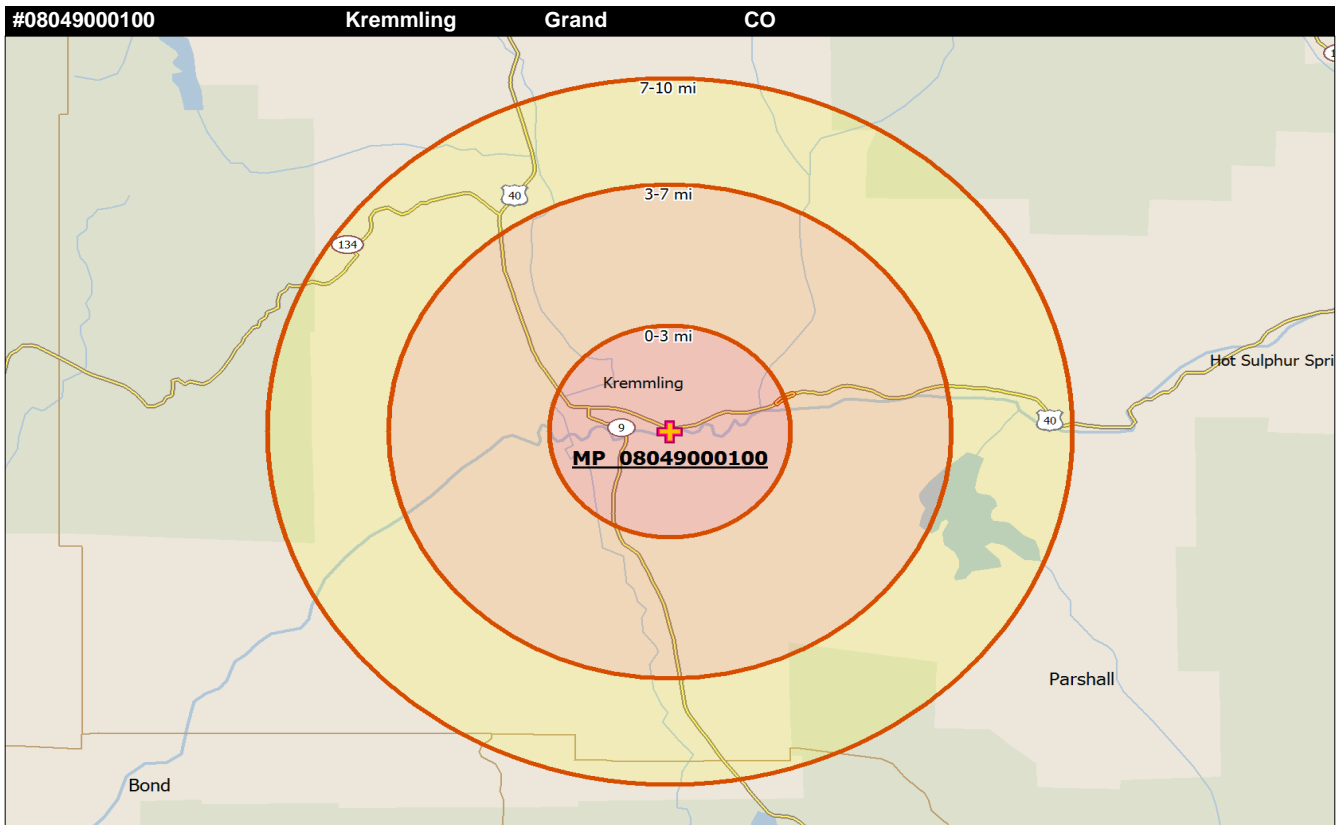 #08049000100 Kremmling Grand CO
7-10 mi
3-7 mi
40
134
0-3 mi
Hot Sulphur Spri
Kremmling
9
40
MP 08049000100
Parshall
Bond